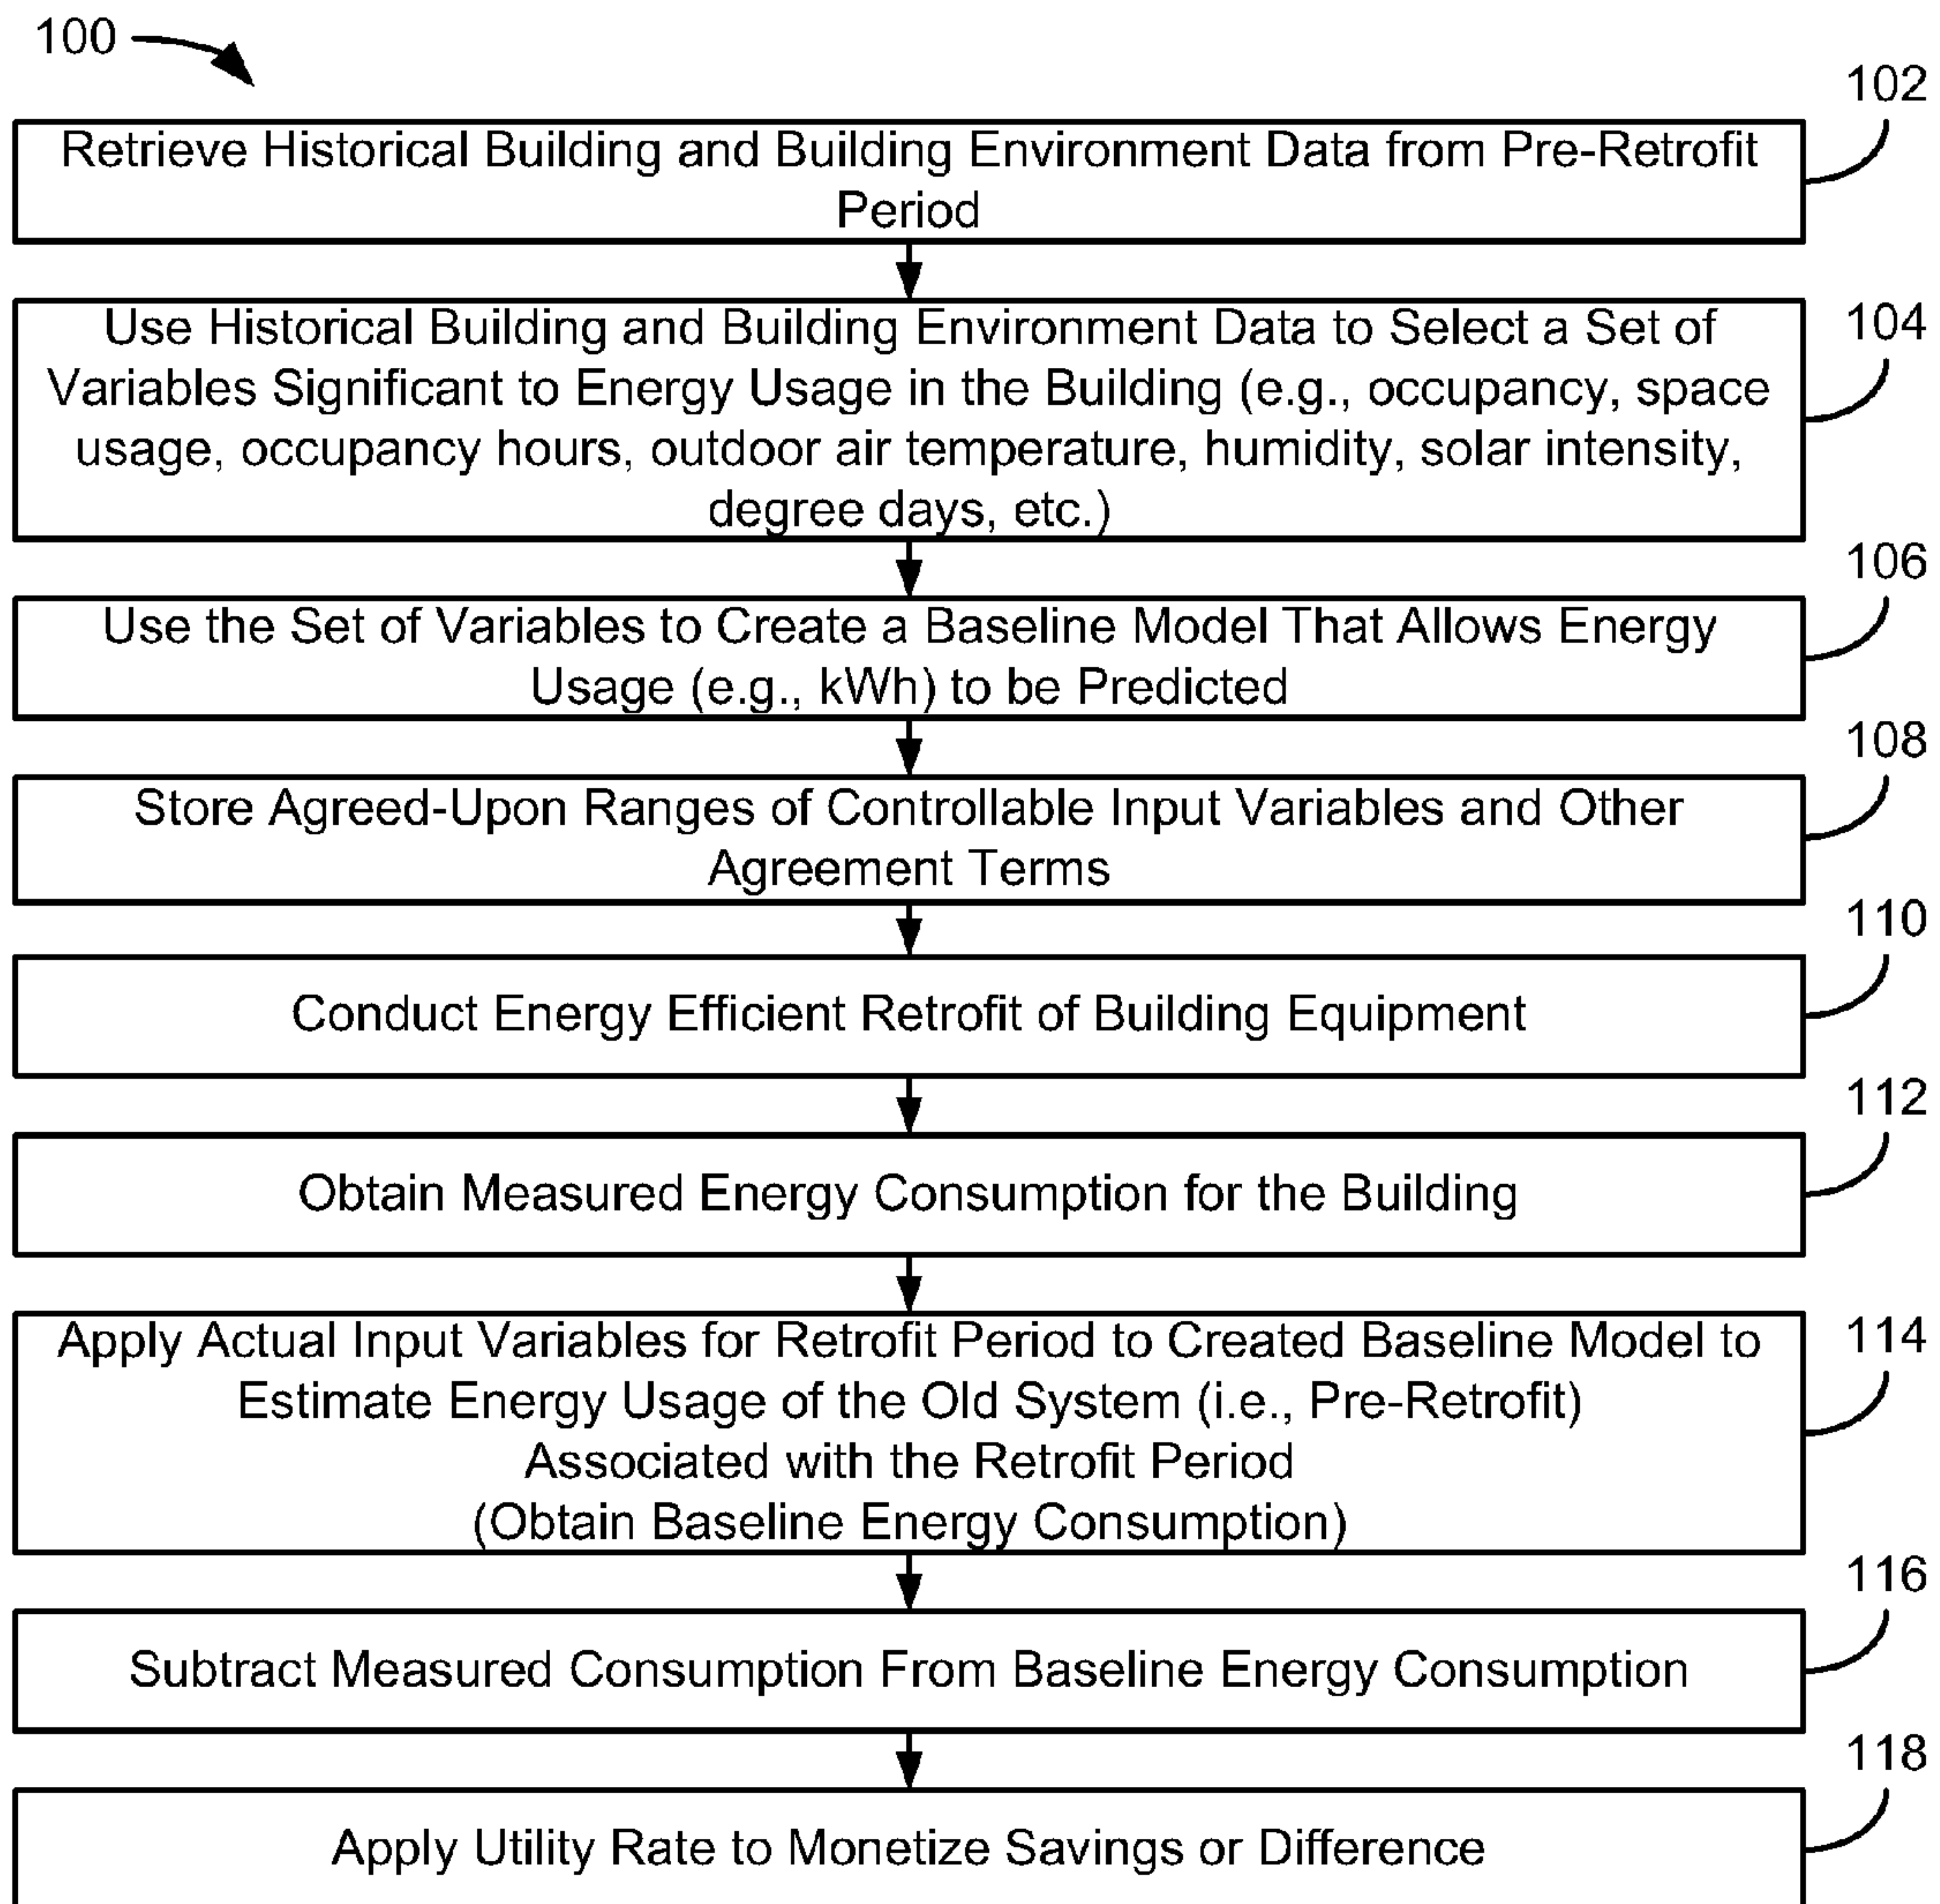 100
102
Retrieve Historical Building and Building Environment Data from Pre-Retrofit
Period
104
Use Historical Building and Building Environment Data to Select a Set of
Variables Significant to Energy Usage in the Building (e.g., occupancy, space
usage, occupancy hours, outdoor air temperature, humidity, solar intensity,
degree days, etc.)
106
Use the Set of Variables to Create a Baseline Model That Allows Energy
Usage (e.g., kWh) to be Predicted
108
Store Agreed-Upon Ranges of Controllable Input Variables and Other
Agreement Terms
110
Conduct Energy Efficient Retrofit of Building Equipment
112
Obtain Measured Energy Consumption for the Building
114
Apply Actual Input Variables for Retrofit Period to Created Baseline Model to
Estimate Energy Usage of the Old System (i.e., Pre-Retrofit)
Associated with the Retrofit Period
(Obtain Baseline Energy Consumption)
116
Subtract Measured Consumption From Baseline Energy Consumption
118
Apply Utility Rate to Monetize Savings or Difference